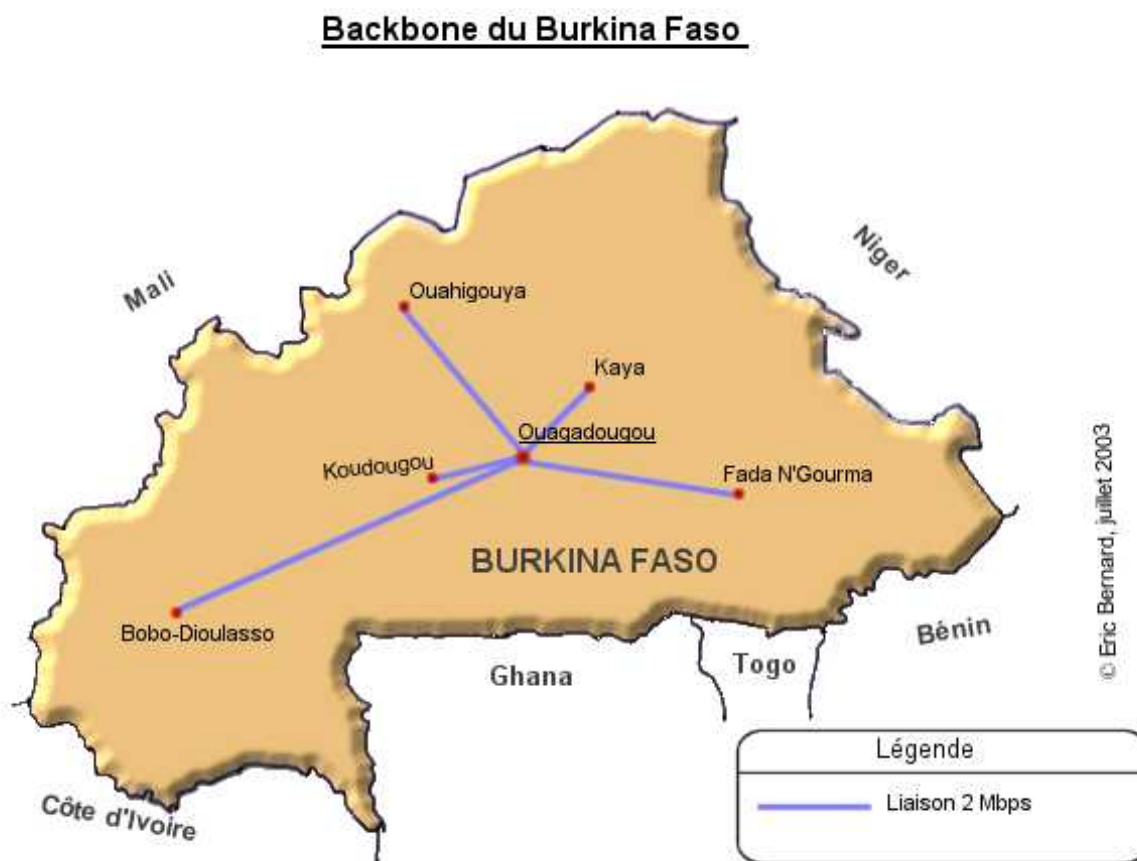 Backbone du Burkina Faso
Mali
Niger
Ouahigouya
Kaya
Ouagadougou
Koudougou
Fada N'Gourma
BURKINA FASO
Bobo-Dioulasso
Bénin
Ghana
Togo
Côte d'Ivoire
© Eric Bernard, juillet 2003
Légende
Liaison 2 Mbps